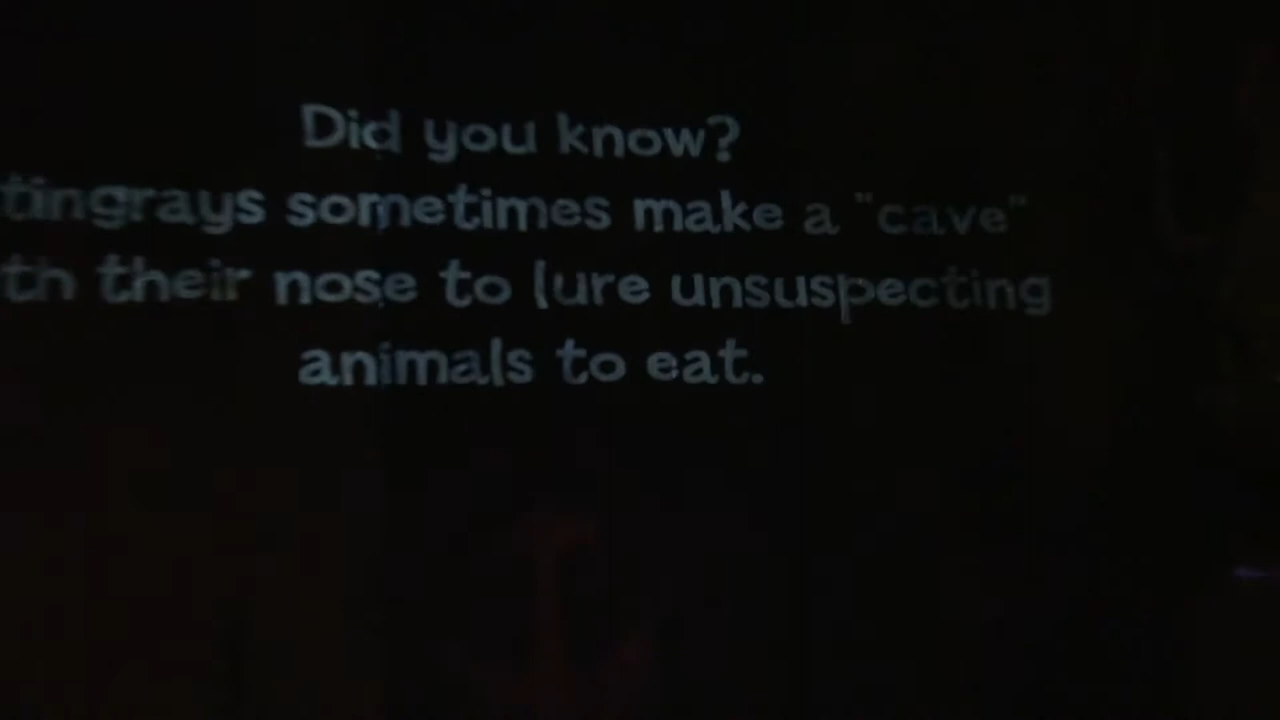 Did you know?
tingrays sometimes make a "cave"
th their nose to lure unsuspecting
animals to eat.